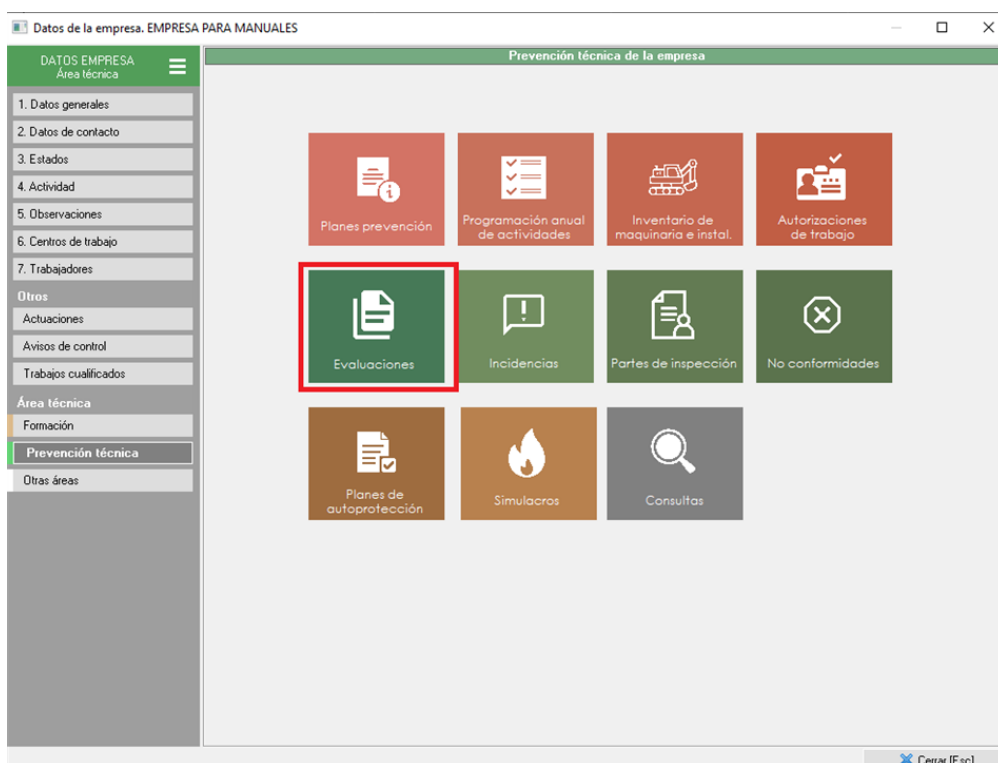 Datos de la empresa. EMPRESA PARA MANUALES
DATOS EMPRESA
Área técnica
1. Datos generales
2. Datos de contacto
3. Estados
4. Actividad
5. Observaciones
6. Centros de trabajo
7. Trabajadores
Otros
Actuaciones
Avisos de control
Trabajos cualificados
Área técnica
Formación
Prevención técnica
Otras áreas
Prevención técnica de la empresa
Planes prevención
Programación anual
de actividades
Inventario de
maquinaria e instal.
Autorizaciones
de trabajo
Evaluaciones
Incidencias
Partes de inspección
No conformidades
Planes de
autoprotección
Simulacros
Consultas
Cerrar [Esc]